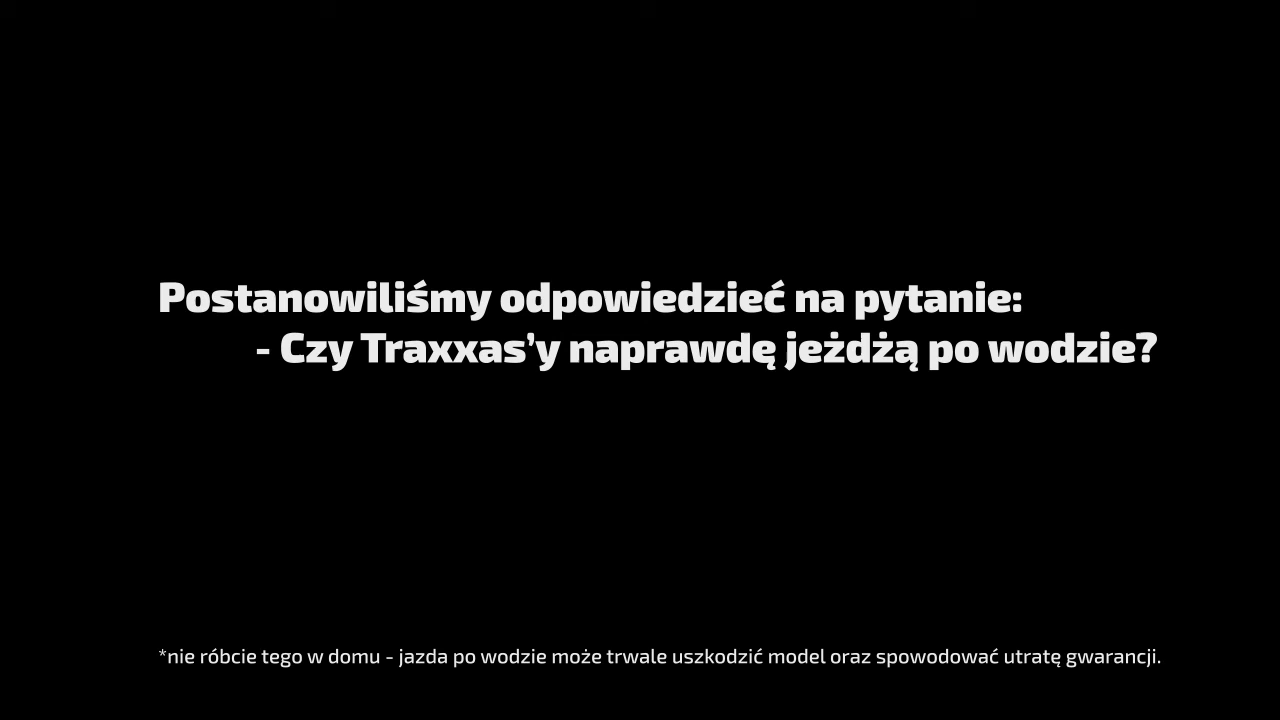 Postanowiliśmy odpowiedzieć na pytanie:
- Czy Traxxas’y naprawdę jeżdżą po wodzie?
*nie róbcie tego w domu - jazda po wodzie może trwale uszkodzić model oraz spowodować utratę gwarancji.